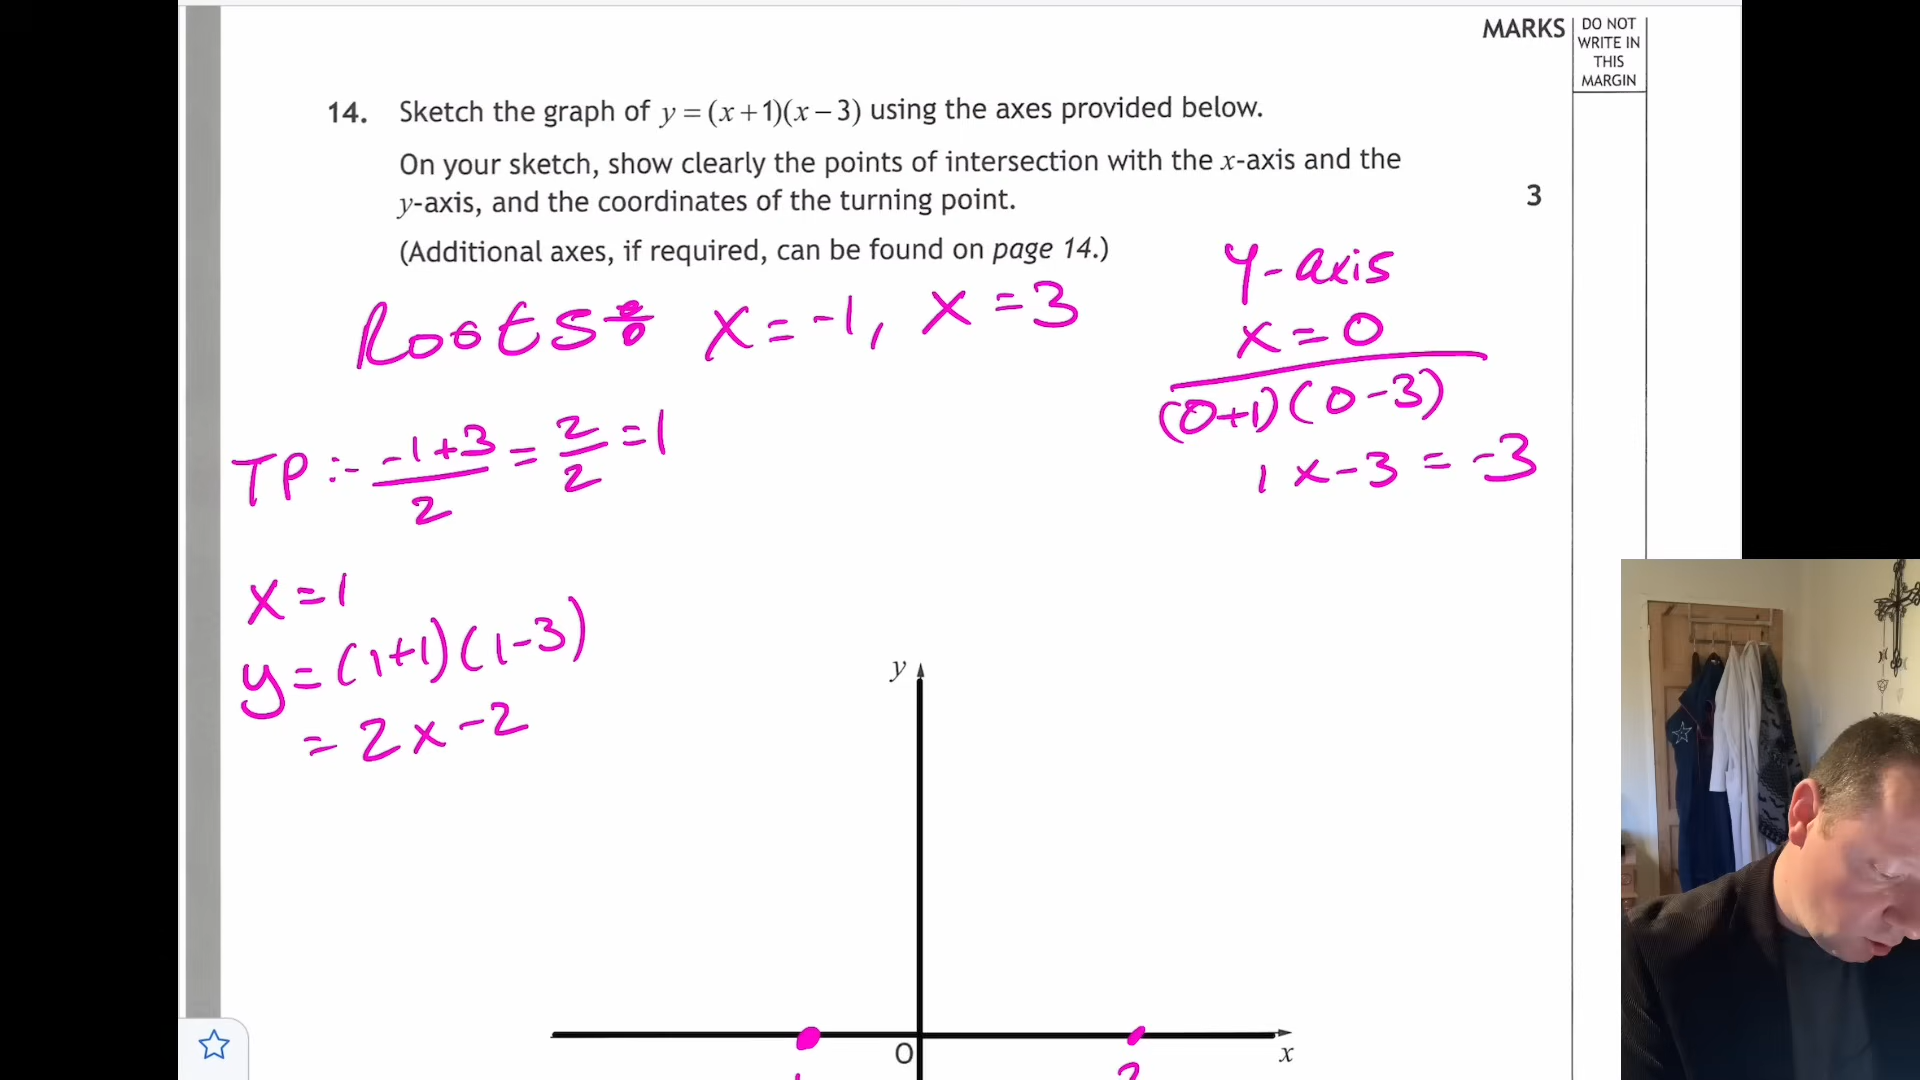 MARKS
DO NOT
WRITE IN
THIS
MARGIN
14. Sketch the graph of y = (x + 1)(x − 3) using the axes provided below.
On your sketch, show clearly the points of intersection with the x-axis and the
y-axis, and the coordinates of the turning point.
3
(Additional axes, if required, can be found on page 14.)
Roots÷ x = -1, x = 3
y-axis
x = 0
(0+1)(0-3)
1 x -3 = -3
TP :- -1+3/2 = 2/2 = 1
x = 1
y = (1+1)(1-3)
= 2 x -2
y
O
x